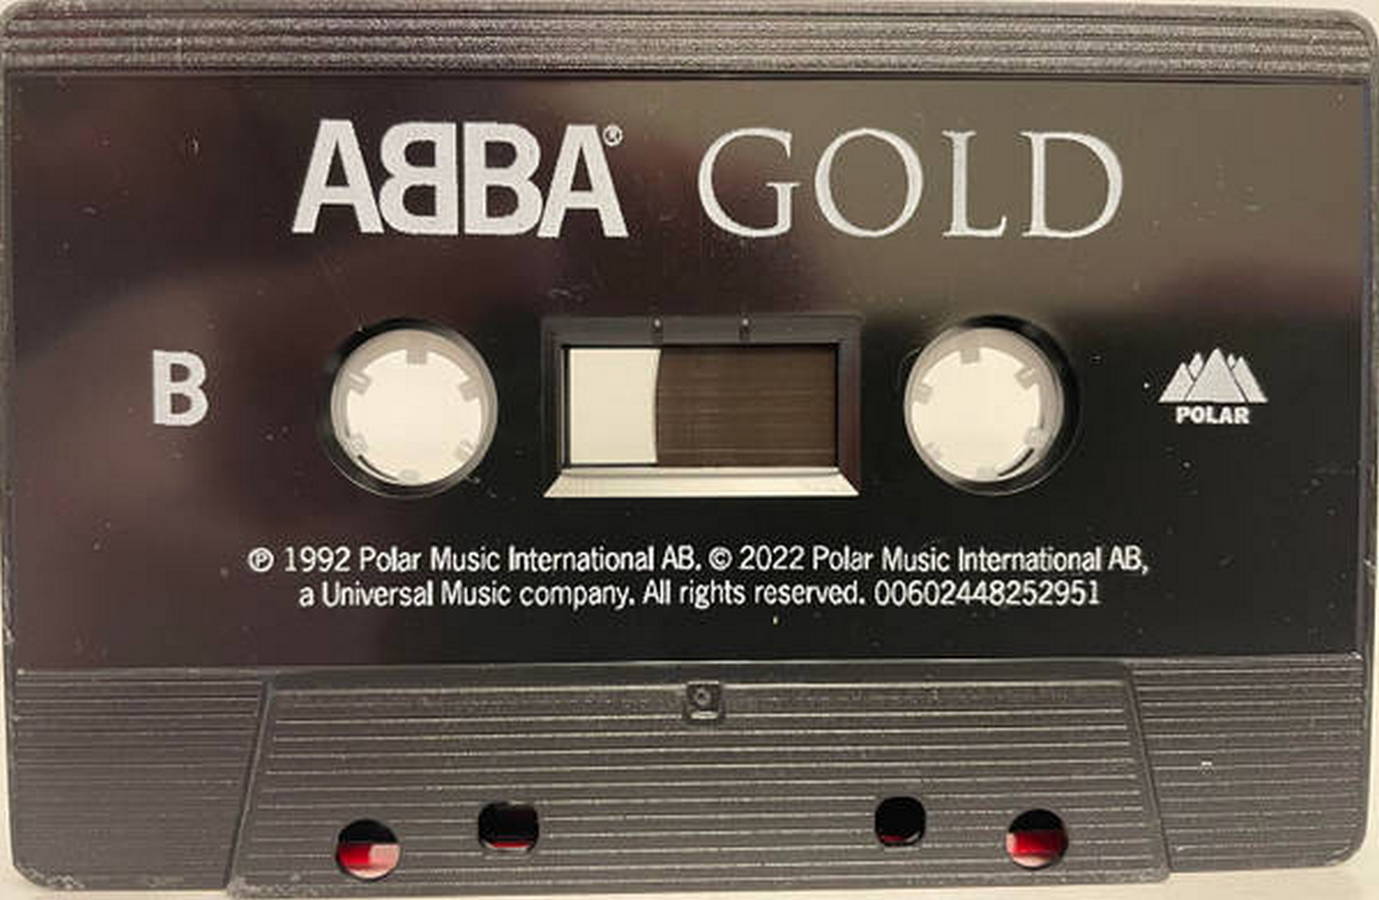 ABBA® GOLD
B
POLAR
℗ 1992 Polar Music International AB. © 2022 Polar Music International AB,
a Universal Music company. All rights reserved. 00602448252951